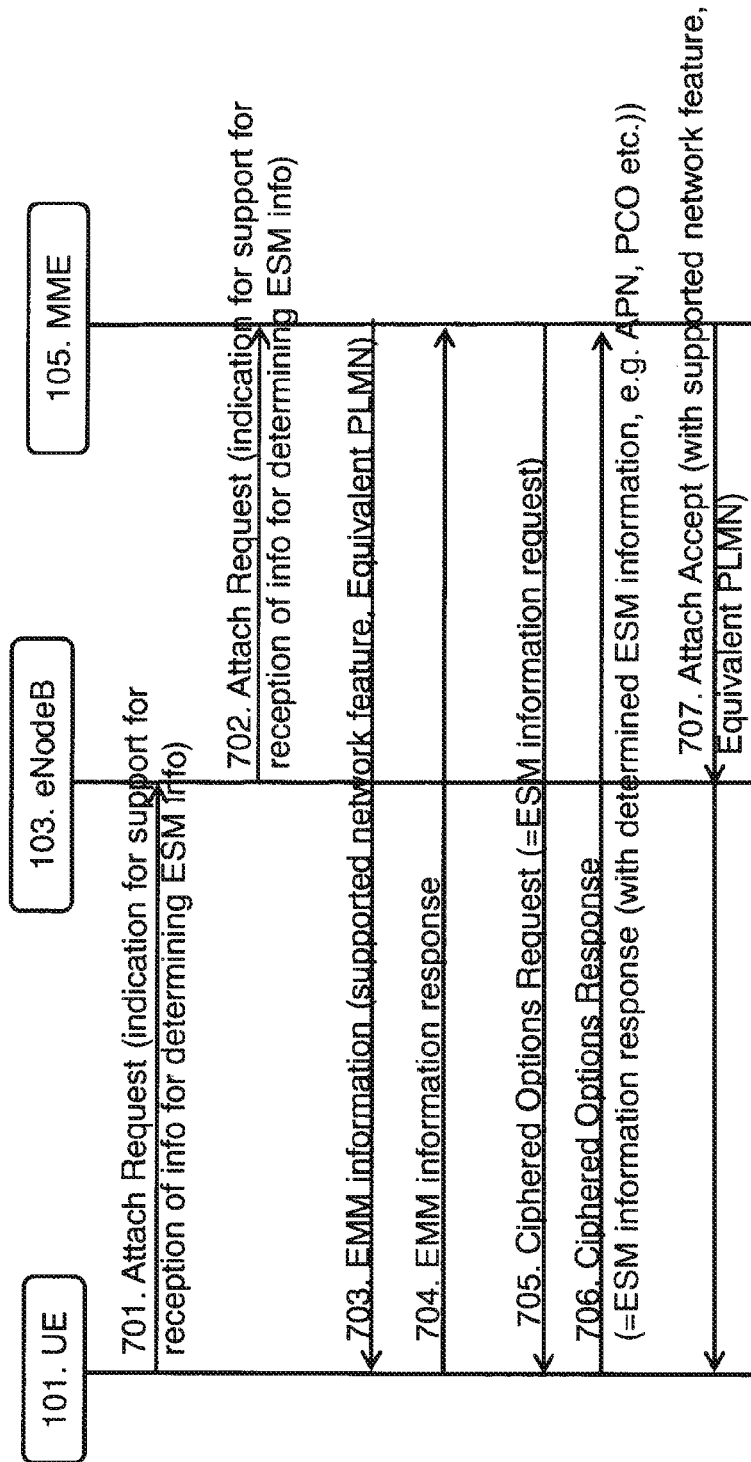 101. UE
103. eNodeB
105. MME
701. Attach Request (indication for support for
reception of info for determining ESM info)
702. Attach Request (indication for support for
reception of info for determining ESM info)
703. EMM information (supported network feature, Equivalent PLMN)
704. EMM information response
705. Ciphered Options Request (=ESM information request)
706. Ciphered Options Response
(=ESM information response (with determined ESM information, e.g. APN, PCO etc.))
707. Attach Accept (with supported network feature,
Equivalent PLMN)